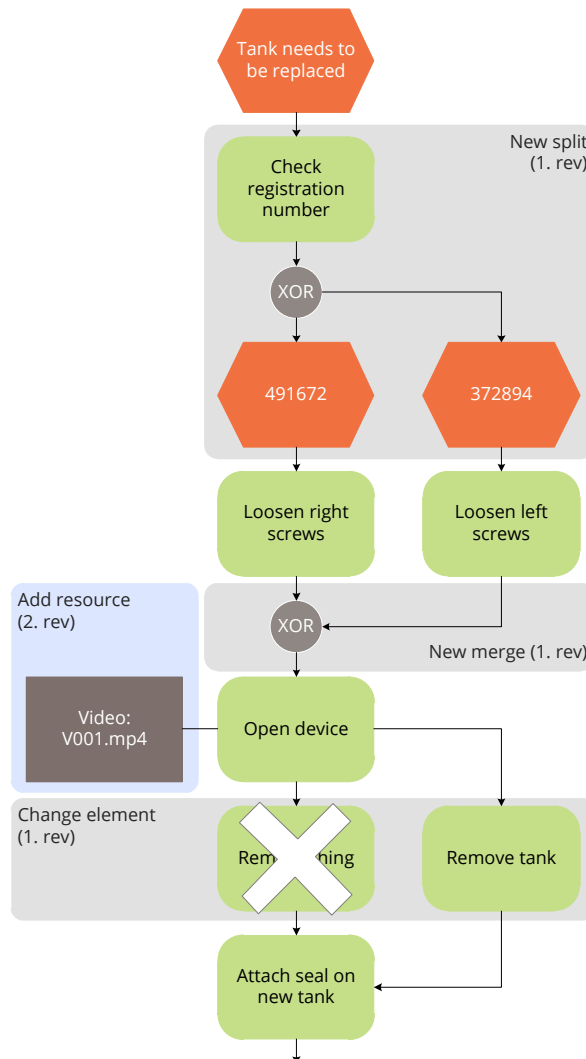 Tank needs to
be replaced
New split
(1. rev)
Check
registration
number
XOR
491672
372894
Loosen right
screws
Loosen left
screws
Add resource
(2. rev)
XOR
New merge (1. rev)
Video:
V001.mp4
Open device
Change element
(1. rev)
Remove tank
Attach seal on
new tank